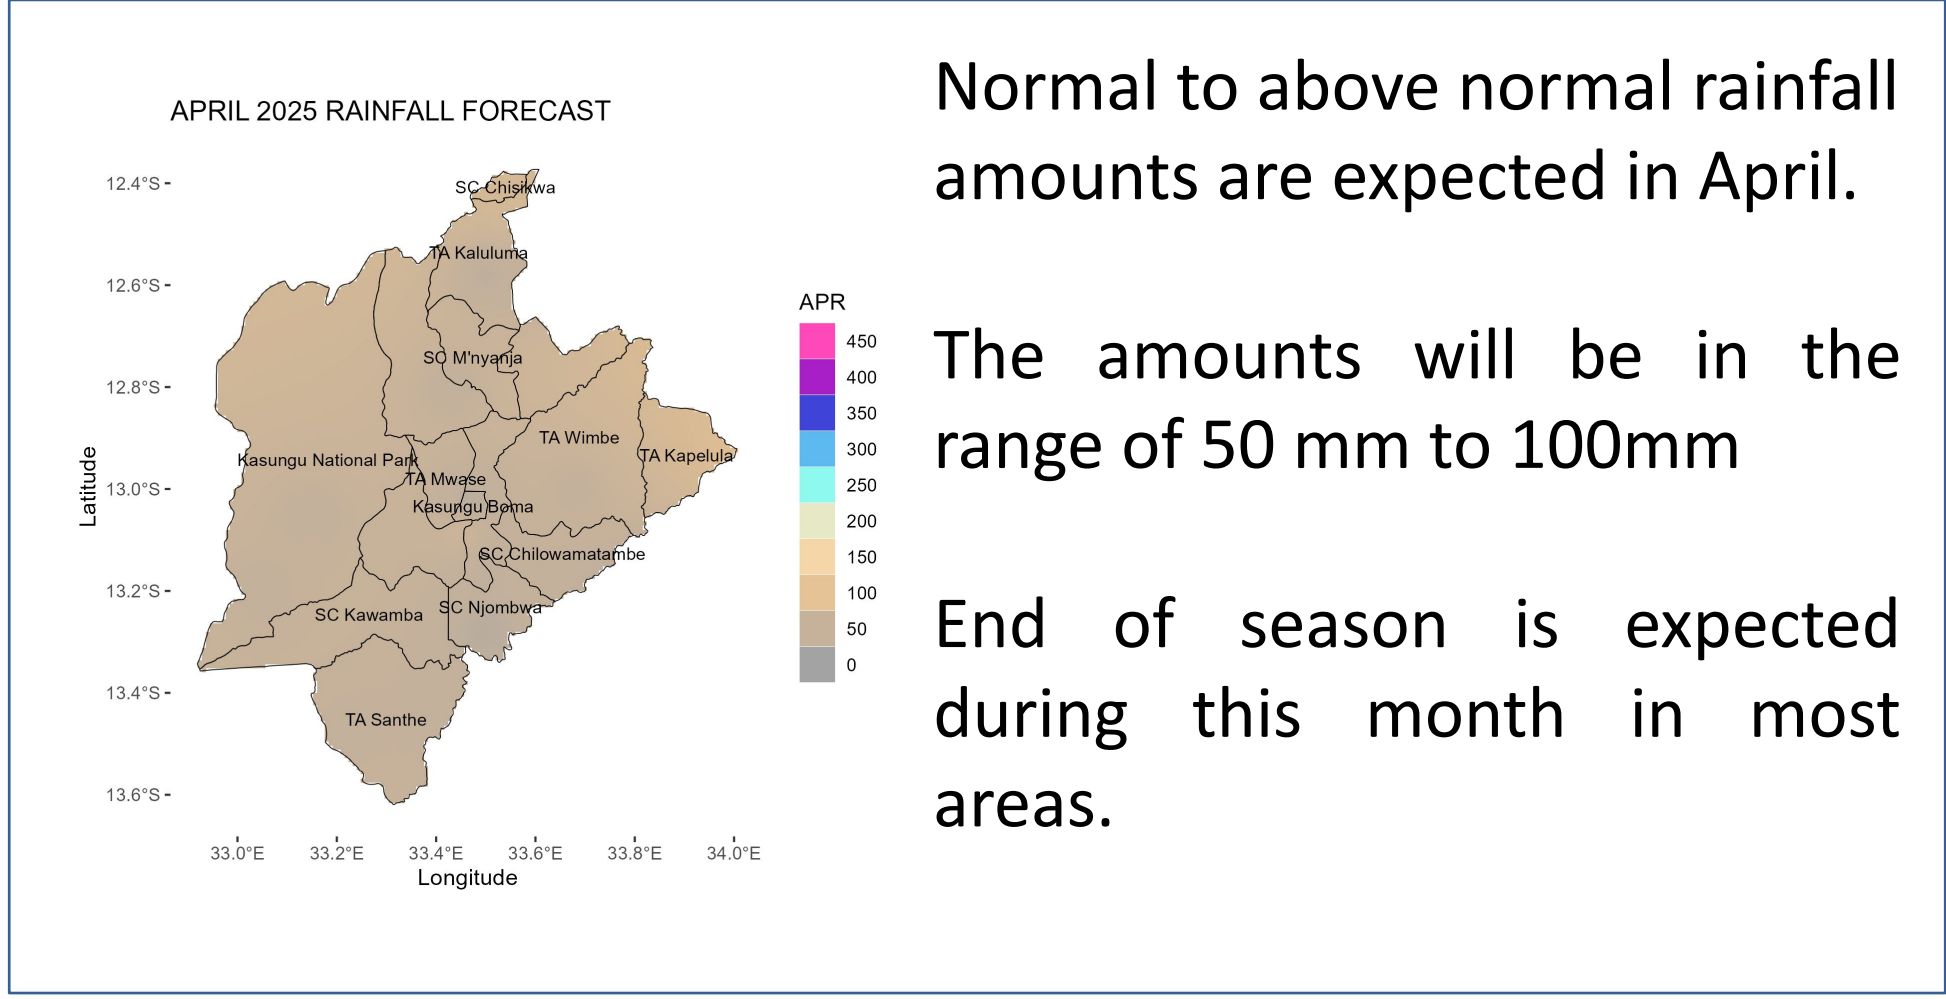 APRIL 2025 RAINFALL FORECAST
Latitude
12.4°S
12.6°S
12.8°S
13.0°S
13.2°S
13.4°S
13.6°S
SC Chisikwa
TA Kaluluma
SC M'nyanja
TA Wimbe
TA Kapelula
Kasungu National Park
TA Mwase
Kasungu Boma
SC Chilowamatambe
SC Njombwa
SC Kawamba
TA Santhe
33.0°E 33.2°E 33.4°E 33.6°E 33.8°E 34.0°E
Longitude
APR
450
400
350
300
250
200
150
100
50
0
Normal to above normal rainfall
amounts are expected in April.
The amounts will be in the
range of 50 mm to 100mm
End of season is expected
during this month in most
areas.